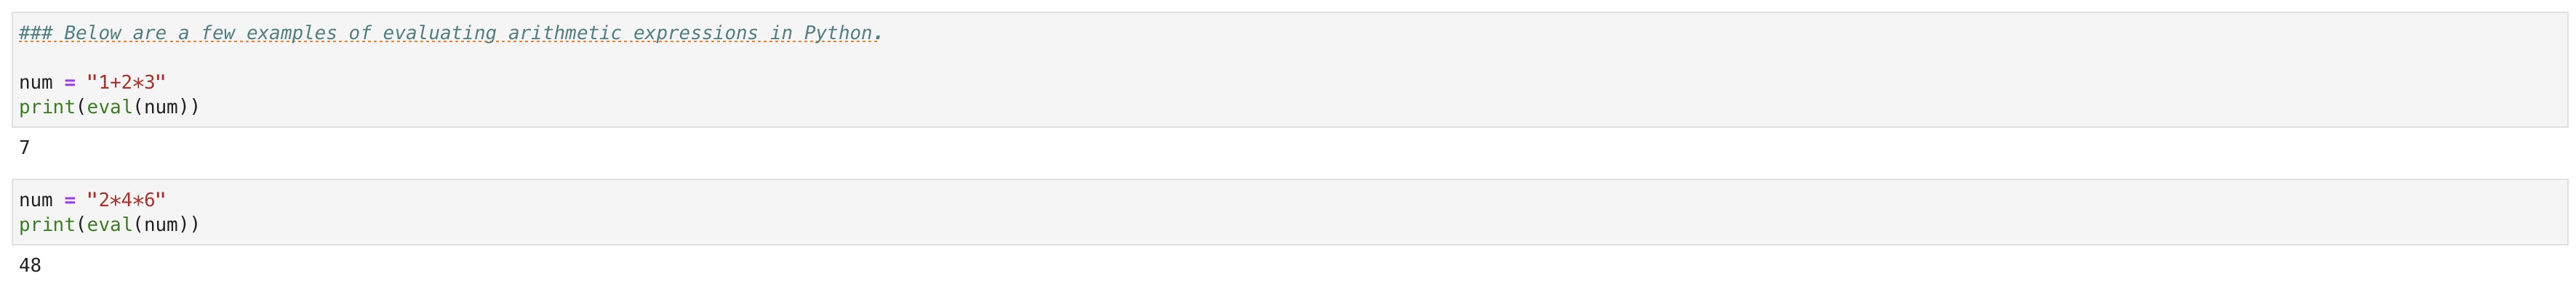 ### Below are a few examples of evaluating arithmetic expressions in Python.
num = "1+2*3"
print(eval(num))
7
num = "2*4*6"
print(eval(num))
48